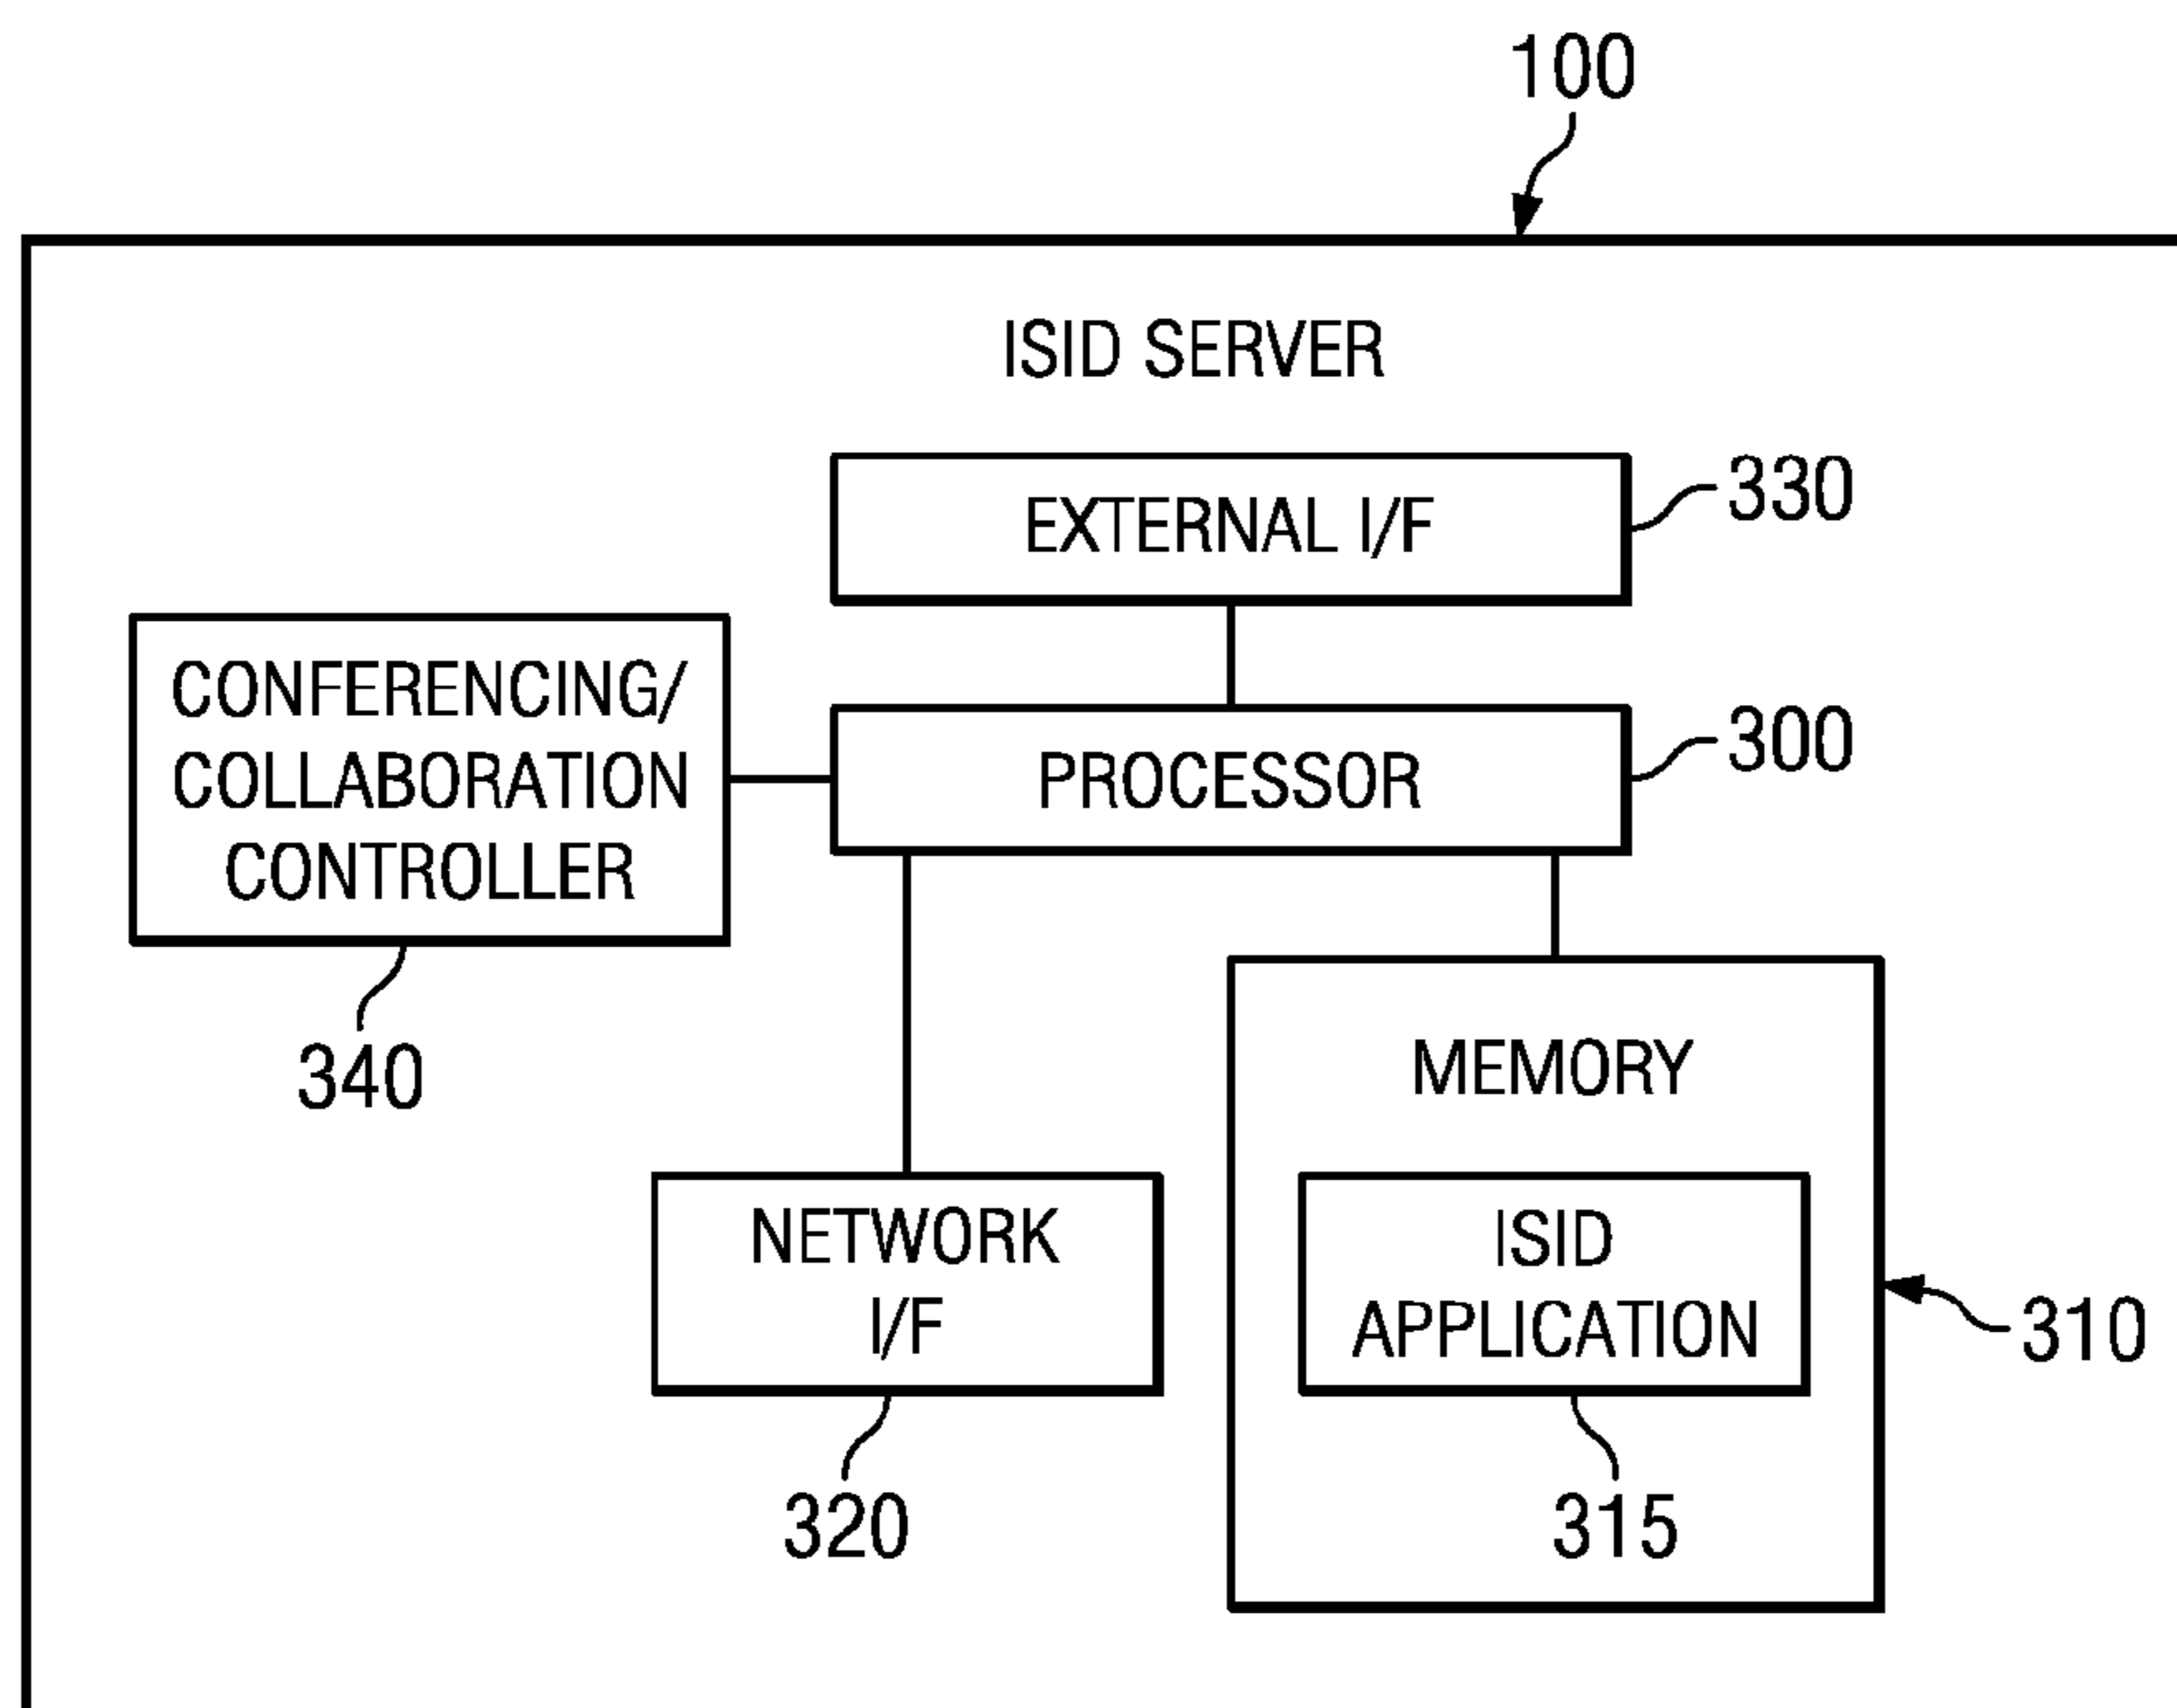 100
ISID SERVER
EXTERNAL I/F
330
CONFERENCING/
COLLABORATION
CONTROLLER
340
PROCESSOR
300
NETWORK
I/F
320
MEMORY
ISID
APPLICATION
315
310